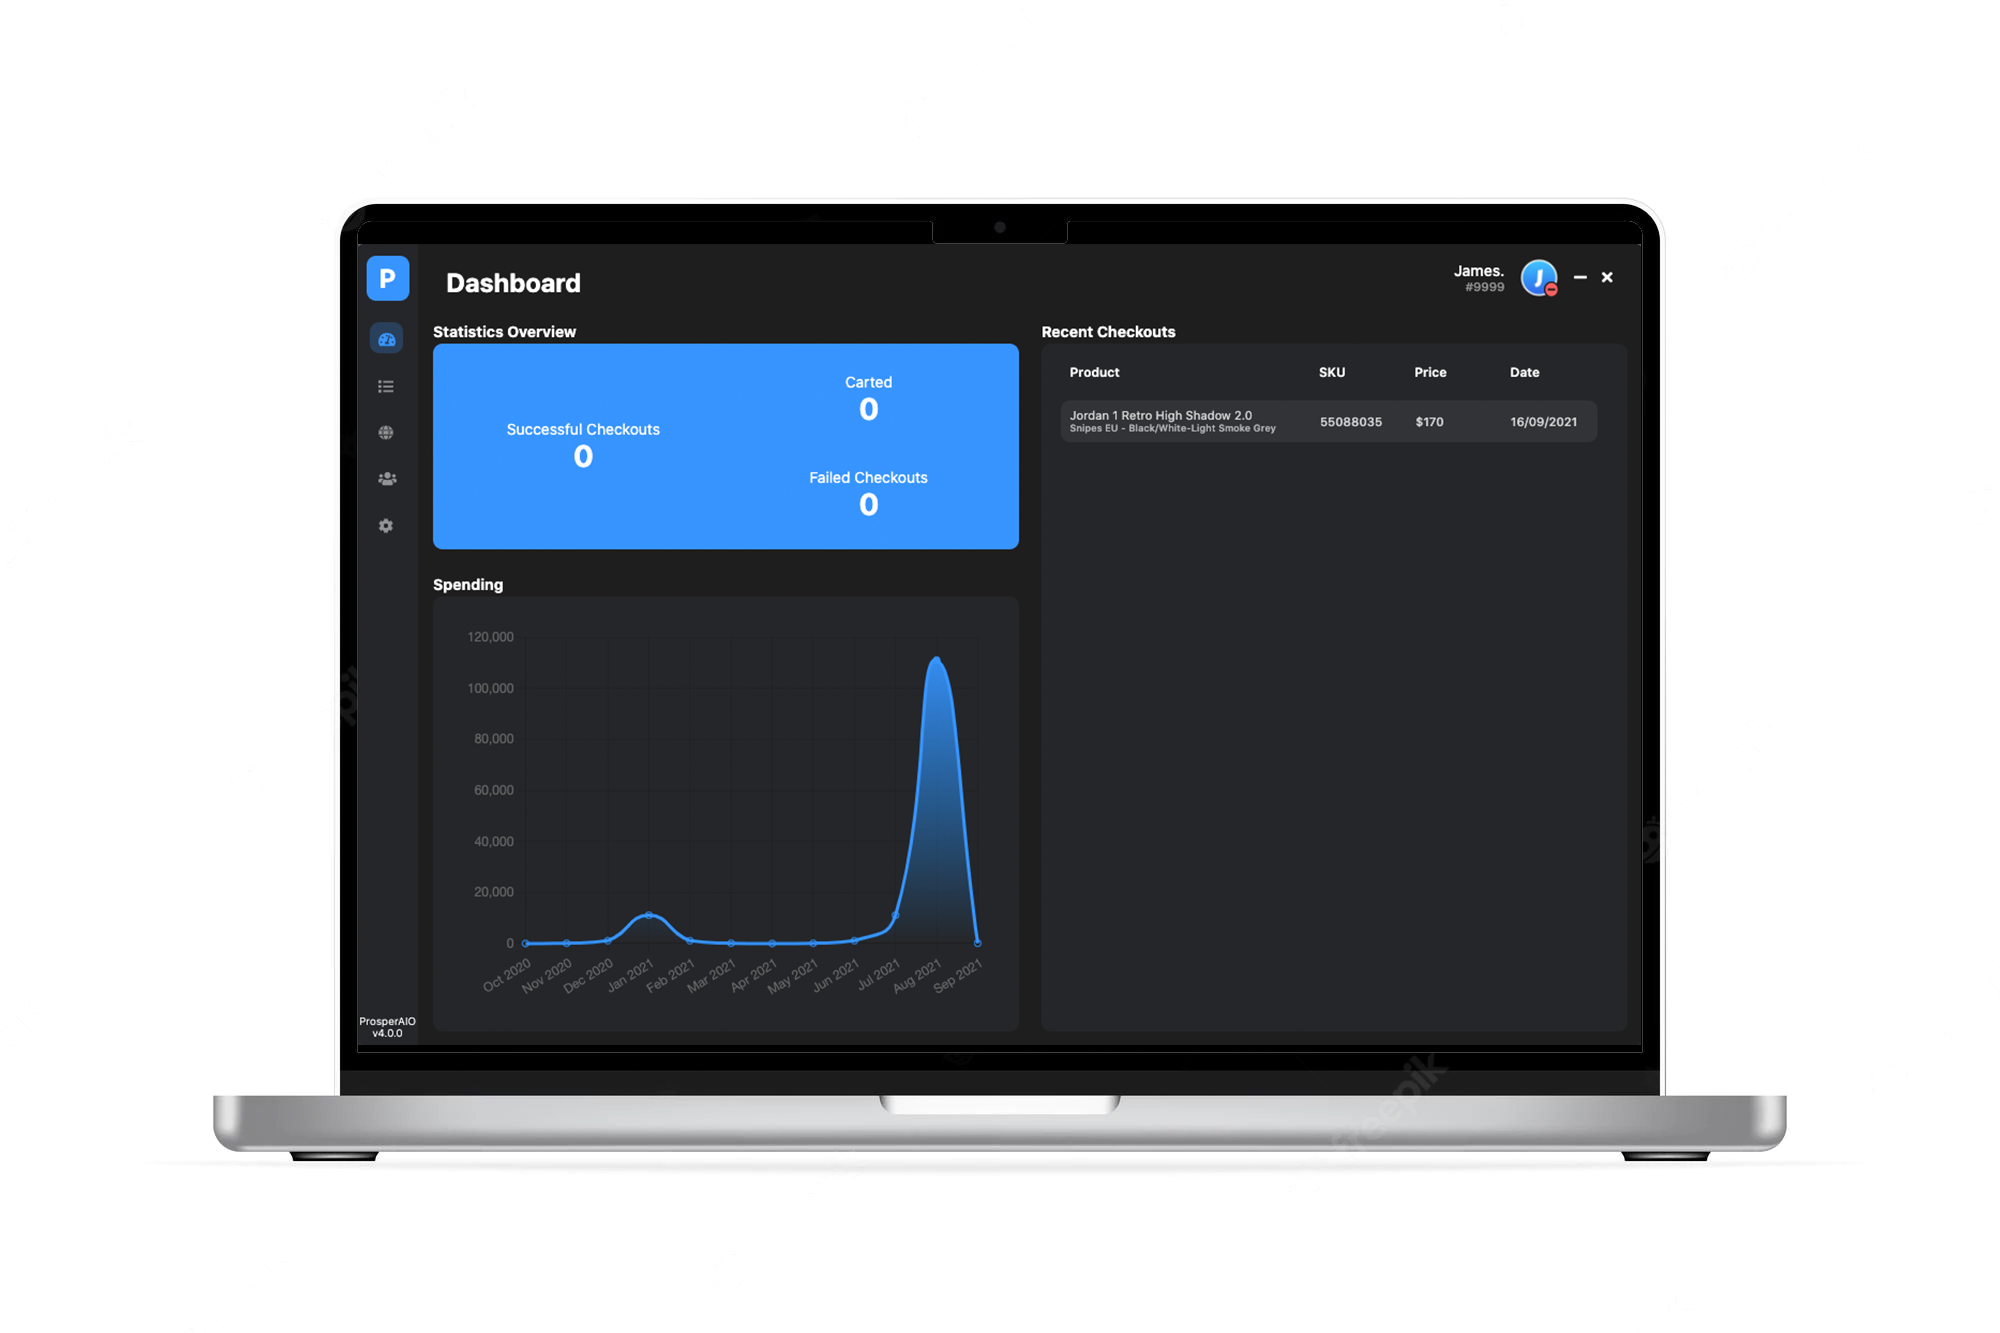 P
Dashboard
James.
#9999
J
Statistics Overview
Successful Checkouts
0
Carted
0
Failed Checkouts
0
Recent Checkouts
Product SKU Price Date
Jordan 1 Retro High Shadow 2.0
Snipes EU - Black/White-Light Smoke Grey
55088035 $170 16/09/2021
Spending
120,000
100,000
80,000
60,000
40,000
20,000
0
Oct 2020 Nov 2020 Dec 2020 Jan 2021 Feb 2021 Mar 2021 Apr 2021 May 2021 Jun 2021 Jul 2021 Aug 2021 Sep 2021
ProsperAIO
v4.0.0
freepik